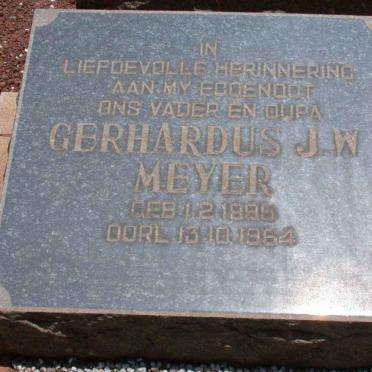 IN
LIEFDEVOLLE HERINNERING
AAN MY EGGENOOT
ONS VADER EN OUPA
GERHARDUS J.W
MEYER
GEB 1.2.1895
OORL 13.10.1964